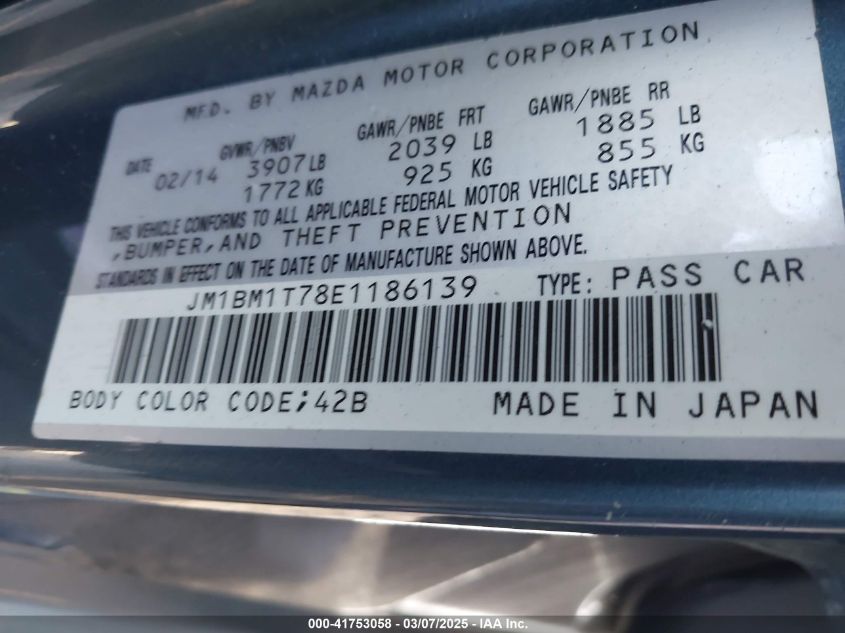 MFD. BY MAZDA MOTOR CORPORATION
DATE GVWR/PNBV GAWR/PNBE FRT GAWR/PNBE RR
02/14 3907LB 2039 LB 1885 LB
1772KG 925 KG 855 KG
THIS VEHICLE CONFORMS TO ALL APPLICABLE FEDERAL MOTOR VEHICLE SAFETY
,BUMPER,AND THEFT PREVENTION
STANDARDS IN EFFECT ON THE DATE OF MANUFACTURE SHOWN ABOVE.
JM1BM1T78E1186139 TYPE: PASS CAR
BODY COLOR CODE;42B MADE IN JAPAN
000-41753058 - 03/07/2025 - IAA Inc.